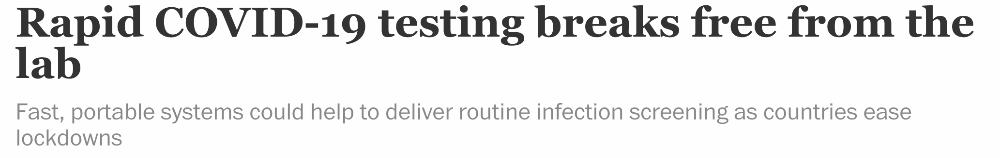 Rapid COVID-19 testing breaks free from the
lab
Fast, portable systems could help to deliver routine infection screening as countries ease
lockdowns